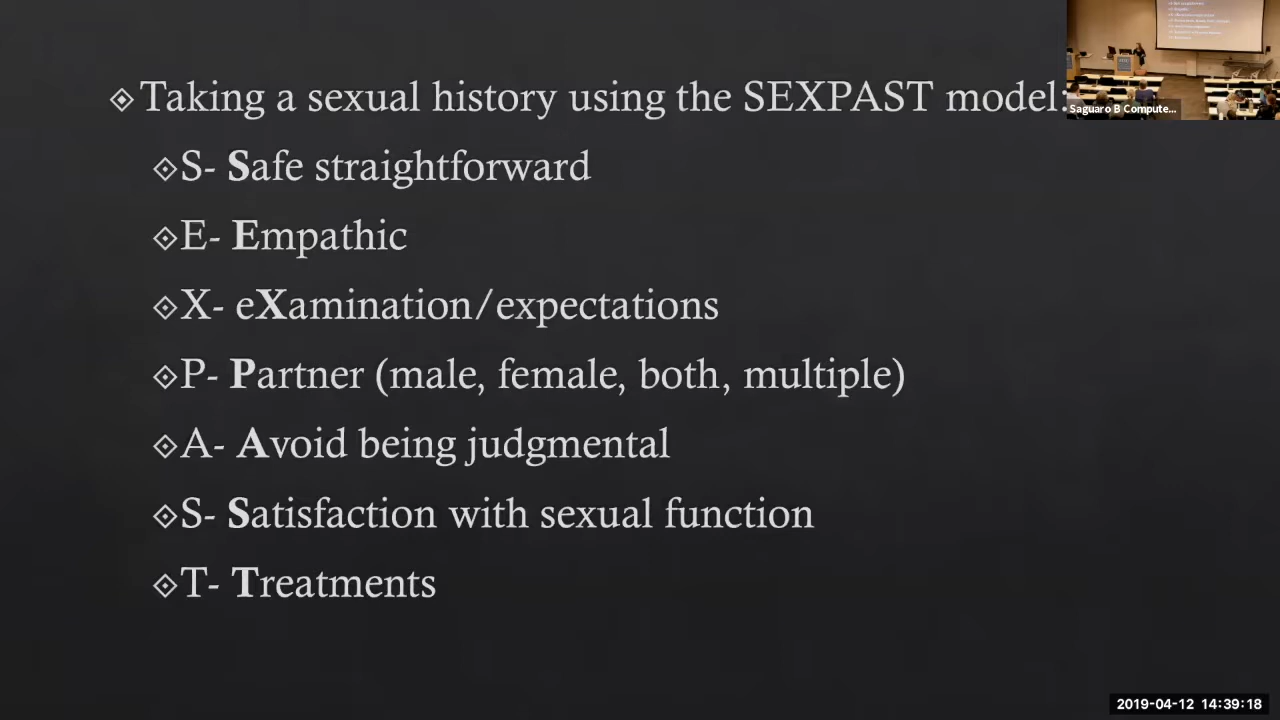 Taking a sexual history using the SEXPAST model:
S- Safe straightforward
E- Empathic
X- eXamination/expectations
P- Partner (male, female, both, multiple)
A- Avoid being judgmental
S- Satisfaction with sexual function
T- Treatments
Saguaro B Compute...
2019-04-12 14:39:18